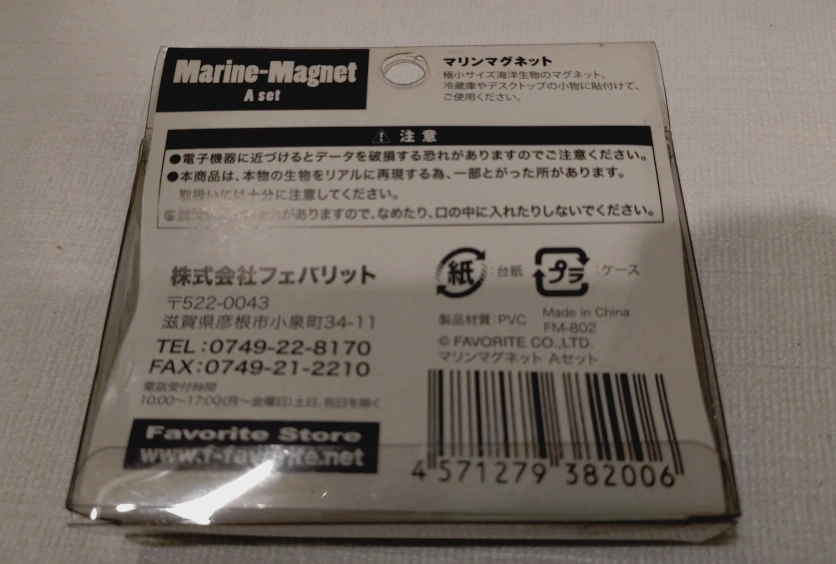 Marine-Magnet
A set
マリンマグネット
極小サイズ海洋生物のマグネット。
冷蔵庫やデスクトップの小物に貼付けて、
ご使用ください。
⚠ 注意
●電子機器に近づけるとデータを破損する恐れがありますのでご注意ください。
●本商品は、本物の生物をリアルに再現する為、一部とがった所があります。
取扱いには十分に注意してください。
がありますので、なめたり、口の中に入れたりしないでください。
株式会社フェバリット
〒522-0043
滋賀県彦根市小泉町34-11
TEL:0749-22-8170
FAX:0749-21-2210
電話受付時間
10:00〜17:00(月〜金曜日)土日、祝日を除く
Favorite Store
www.f-favorite.net
紙 :台紙 プラ :ケース
製品材質:PVC
Made in China
FM-802
© FAVORITE CO.,LTD.
マリンマグネット Aセット
4 571279 382006